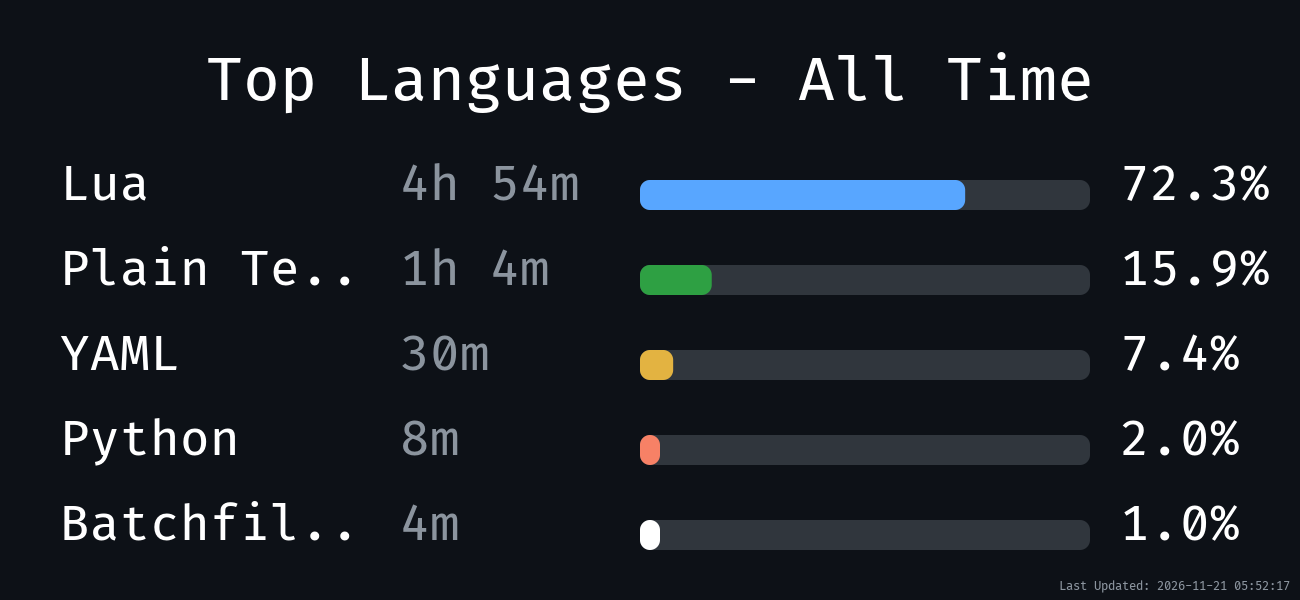 Top Languages - All Time
Lua 4h 54m 72.3%
Plain Te.. 1h 4m 15.9%
YAML 30m 7.4%
Python 8m 2.0%
Batchfil.. 4m 1.0%
Last Updated: 2026-11-21 05:52:17